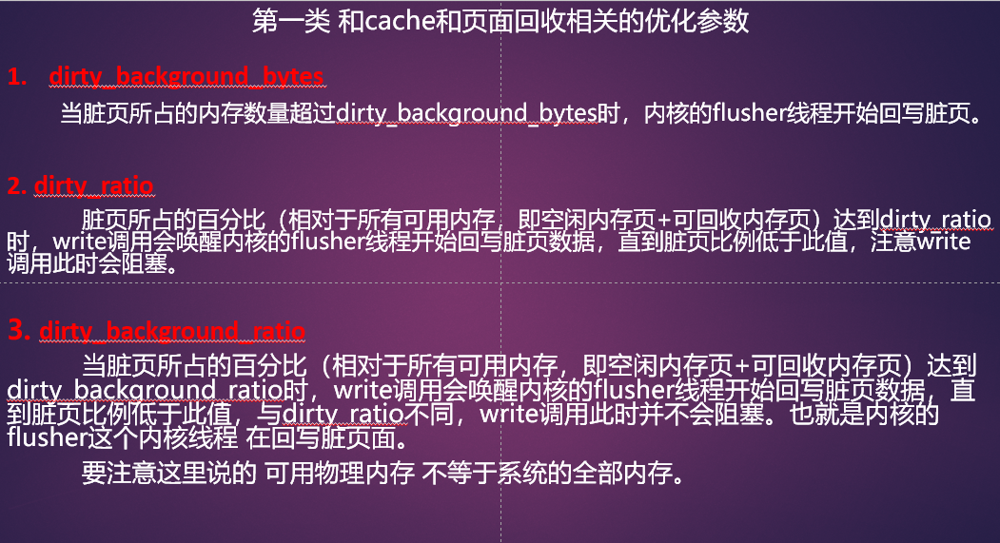 第一类 和cache和页面回收相关的优化参数
1. dirty_background_bytes
当脏页所占的内存数量超过dirty_background_bytes时，内核的flusher线程开始回写脏页。
2. dirty_ratio
脏页所占的百分比（相对于所有可用内存，即空闲内存页+可回收内存页）达到dirty_ratio
时，write调用会唤醒内核的flusher线程开始回写脏页数据，直到脏页比例低于此值，注意write
调用此时会阻塞。
3. dirty_background_ratio
当脏页所占的百分比（相对于所有可用内存，即空闲内存页+可回收内存页）达到
dirty_background_ratio时，write调用会唤醒内核的flusher线程开始回写脏页数据，直
到脏页比例低于此值，与dirty_ratio不同，write调用此时并不会阻塞。也就是内核的
flusher这个内核线程 在回写脏页面。
要注意这里说的 可用物理内存 不等于系统的全部内存。